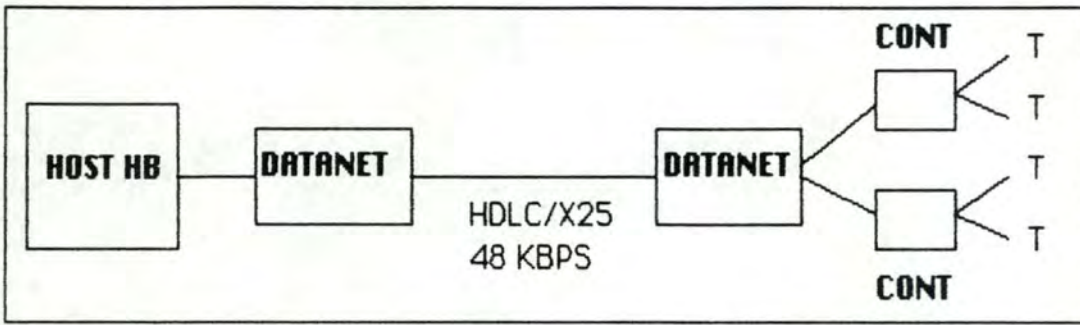 CONT
T
T
HOST HB
DATANET
DATANET
HDLC/X25
48 KBPS
T
T
CONT